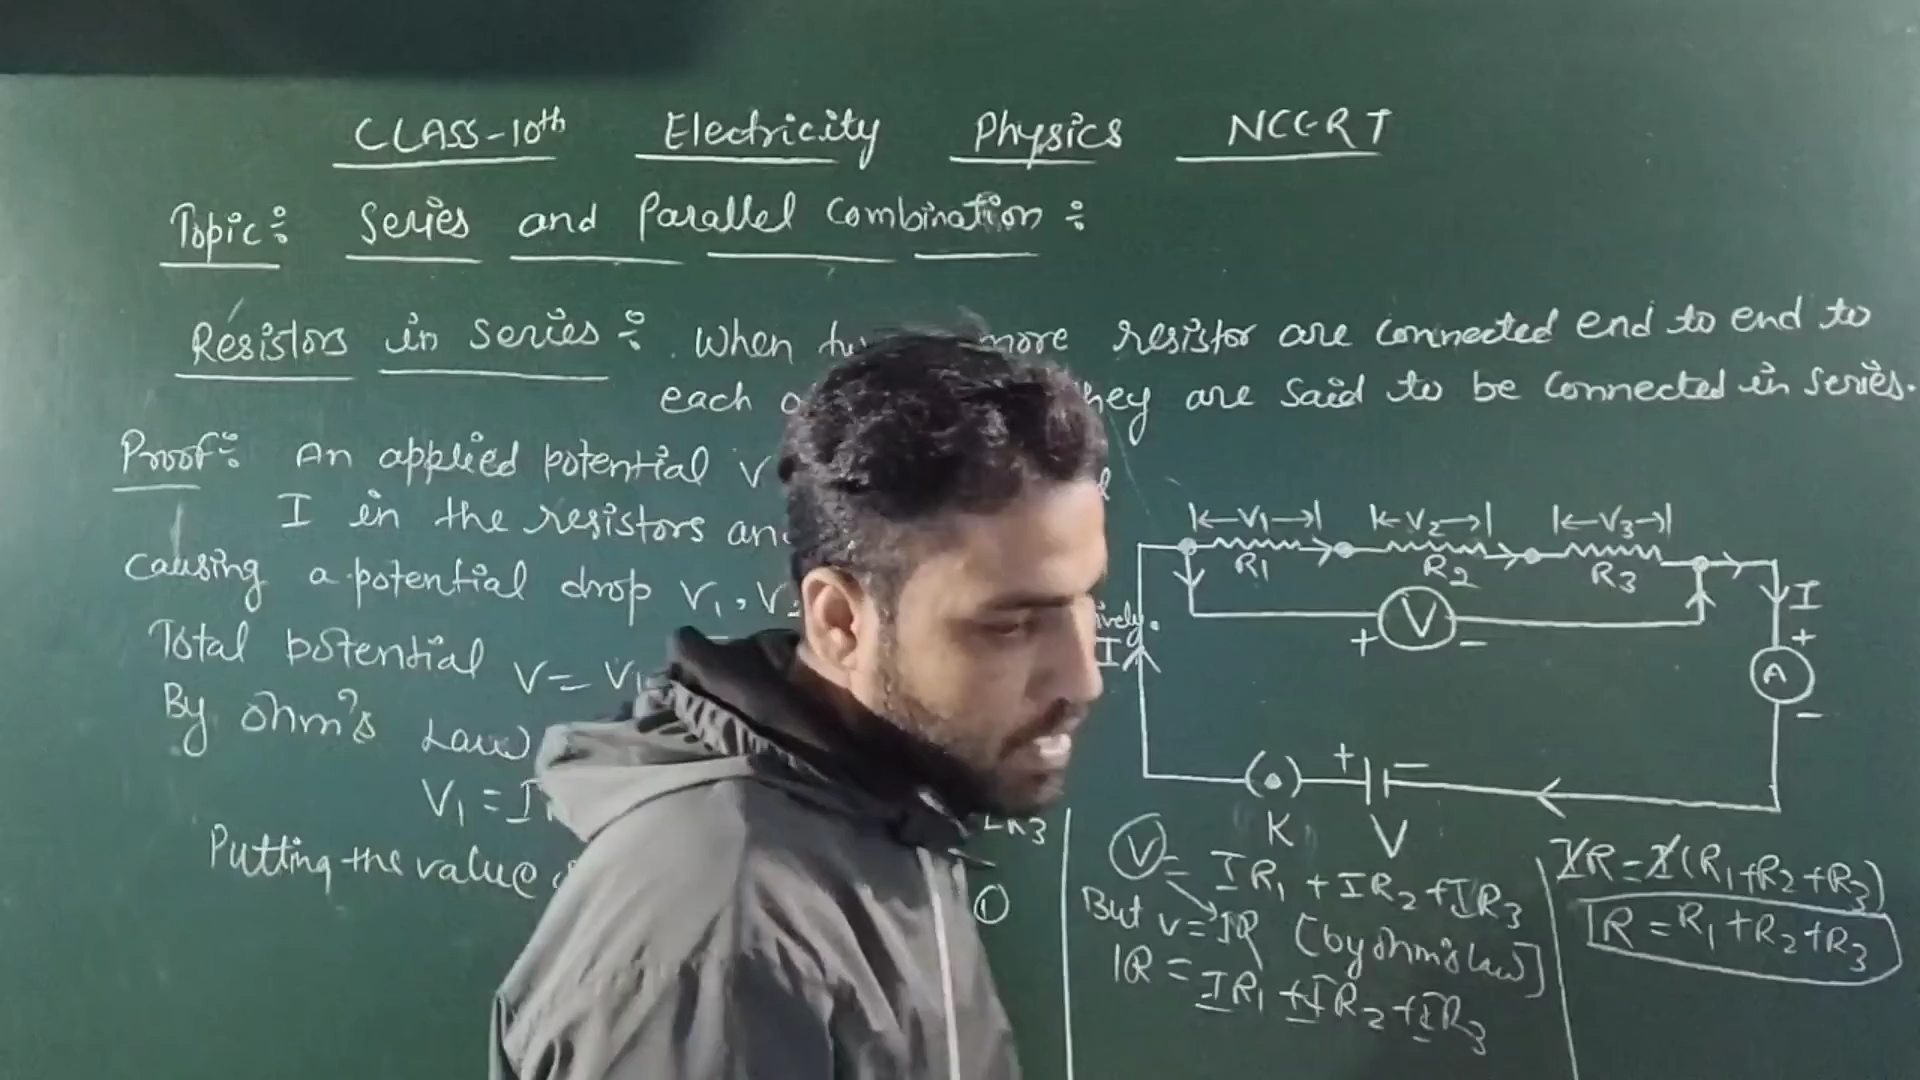 CLASS-10th Electricity Physics NCERT
Topic: Series and Parallel Combination :
Resistors in Series : When more resistor are connected end to end to
each they are said to be connected in series.
Proof: An applied potential V
I in the resistors
causing a potential drop V1, V2
Total potential V = V1
By ohm's Law
V1 = I
Putting the value
IR3
①
|←V1→| |←V2→| |←V3→|
R1 R2 R3
V
+ −
I
I
+
A
−
+ −
K V
V = IR1 + IR2 + IR3
But V = IR (by ohm's law]
IR = IR1 + IR2 + IR3
IR = I(R1 + R2 + R3)
R = R1 + R2 + R3